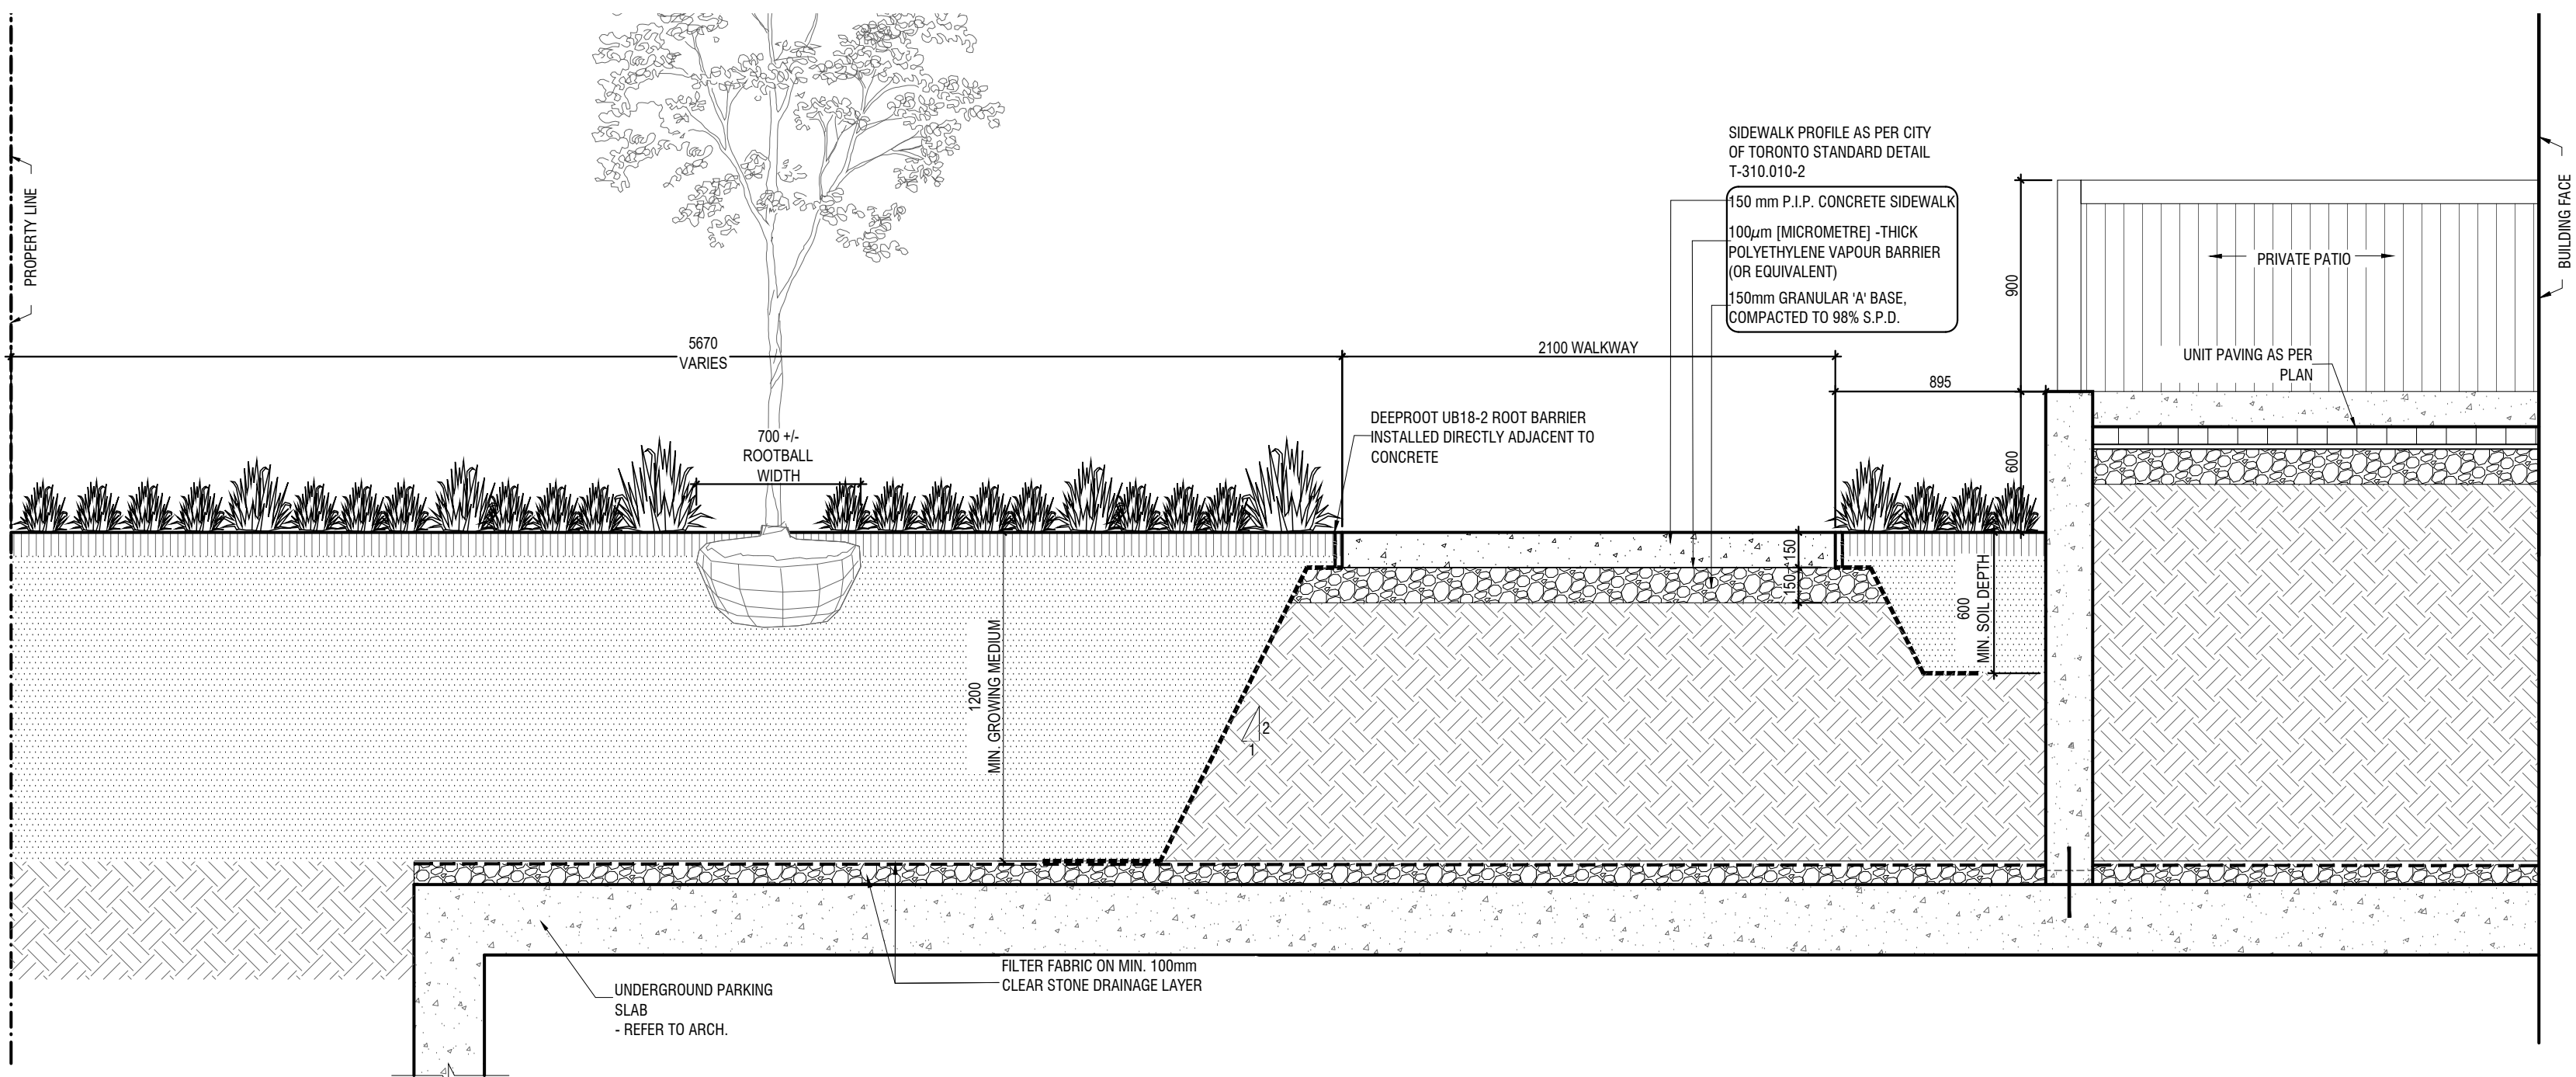 SIDEWALK PROFILE AS PER CITY
OF TORONTO STANDARD DETAIL
T-310.010-2
150 mm P.I.P. CONCRETE SIDEWALK
100µm [MICROMETRE] -THICK
POLYETHYLENE VAPOUR BARRIER
(OR EQUIVALENT)
150mm GRANULAR 'A' BASE,
COMPACTED TO 98% S.P.D.
PROPERTY LINE
BUILDING FACE
PRIVATE PATIO
900
5670
VARIES
2100 WALKWAY
UNIT PAVING AS PER
PLAN
895
DEEPROOT UB18-2 ROOT BARRIER
INSTALLED DIRECTLY ADJACENT TO
CONCRETE
700 +/-
ROOTBALL
WIDTH
600
150
150
600
MIN. SOIL DEPTH
1200
MIN. GROWING MEDIUM
2
1
FILTER FABRIC ON MIN. 100mm
CLEAR STONE DRAINAGE LAYER
UNDERGROUND PARKING
SLAB
- REFER TO ARCH.